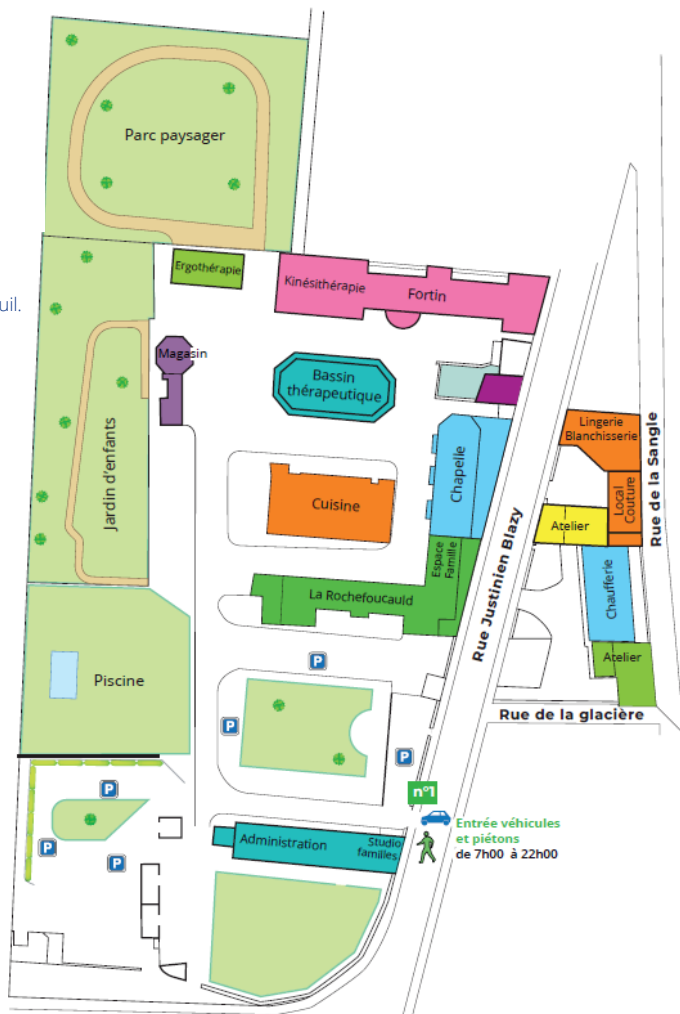 Parc paysager
Ergothérapie
Kinésithérapie
Fortin
uil.
Magasin
Bassin
thérapeutique
Lingerie
Blanchisserie
Rue de la Sangle
Jardin d'enfants
Chapelle
Local
Couture
Cuisine
Atelier
Rue Justinien Blazy
Espace
Famille
Chaufferie
La Rochefoucauld
Atelier
P
Piscine
Rue de la glacière
P
P
n°1
P
Entrée véhicules
et piétons
de 7h00 à 22h00
Administration
Studio
familles
P
P